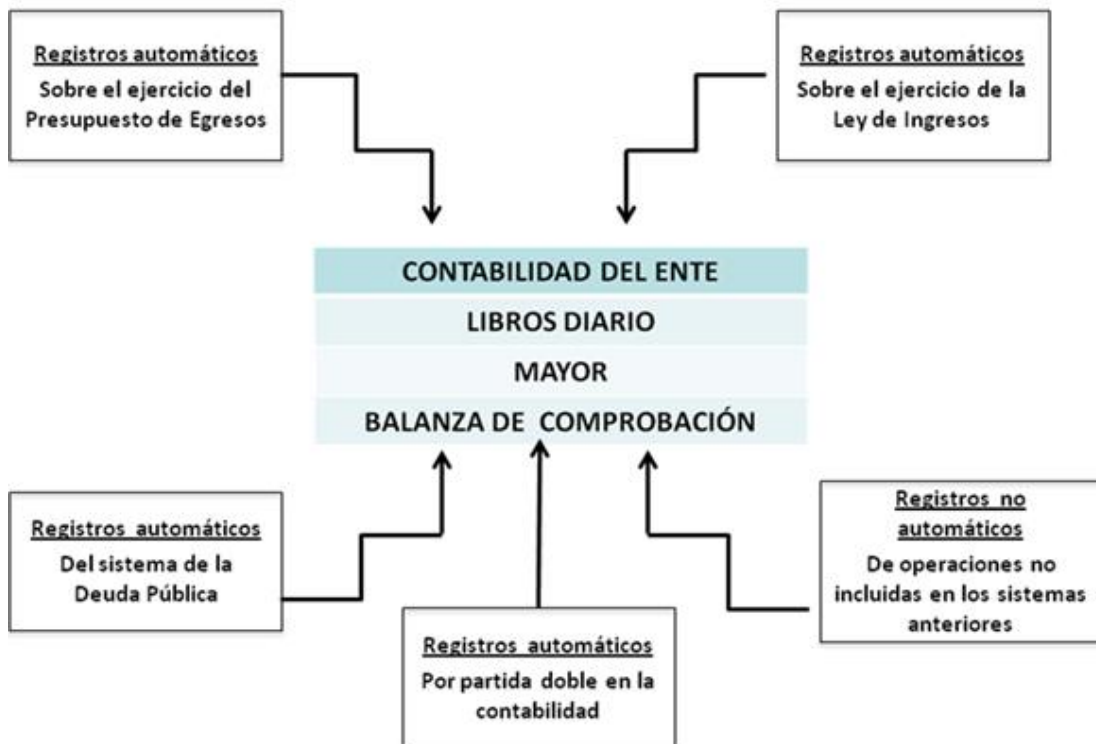 Registros automáticos
Sobre el ejercicio del
Presupuesto de Egresos
Registros automáticos
Sobre el ejercicio de la
Ley de Ingresos
CONTABILIDAD DEL ENTE
LIBROS DIARIO
MAYOR
BALANZA DE COMPROBACIÓN
Registros automáticos
Del sistema de la
Deuda Pública
Registros automáticos
Por partida doble en la
contabilidad
Registros no
automáticos
De operaciones no
incluidas en los sistemas
anteriores